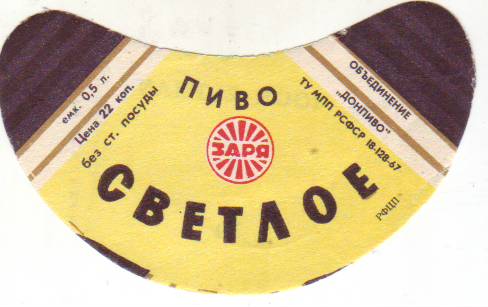 емк. 0,5 л.
Цена 22 коп.
без ст. посуды
ПИВО
ЗАРЯ
СВЕТЛОЕ
ОБЪЕДИНЕНИЕ
"ДОНПИВО"
ТУ МПП РСФСР 18-128-67
РФЦП